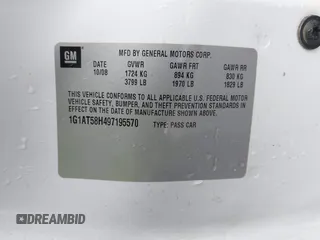 GM
MFD BY GENERAL MOTORS CORP.
DATE GVWR GAWR FRT GAWR RR
10/08 1724 KG 894 KG 830 KG
3799 LB 1970 LB 1829 LB
THIS VEHICLE CONFORMS TO ALL APPLICABLE U.S. FEDERAL MOTOR
VEHICLE SAFETY, BUMPER, AND THEFT PREVENTION STANDARDS IN
EFFECT ON THE DATE OF MANUFACTURE SHOWN ABOVE.
1G1AT58H497195570 TYPE: PASS CAR
DREAMBID